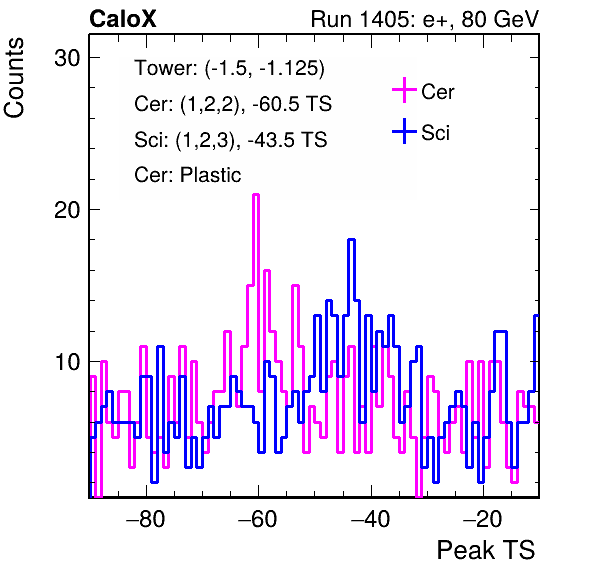 CaloX Run 1405: e+, 80 GeV
Counts
30
20
10
Tower: (-1.5, -1.125)
Cer: (1,2,2), -60.5 TS
Sci: (1,2,3), -43.5 TS
Cer: Plastic
Cer
Sci
−80 −60 −40 −20
Peak TS